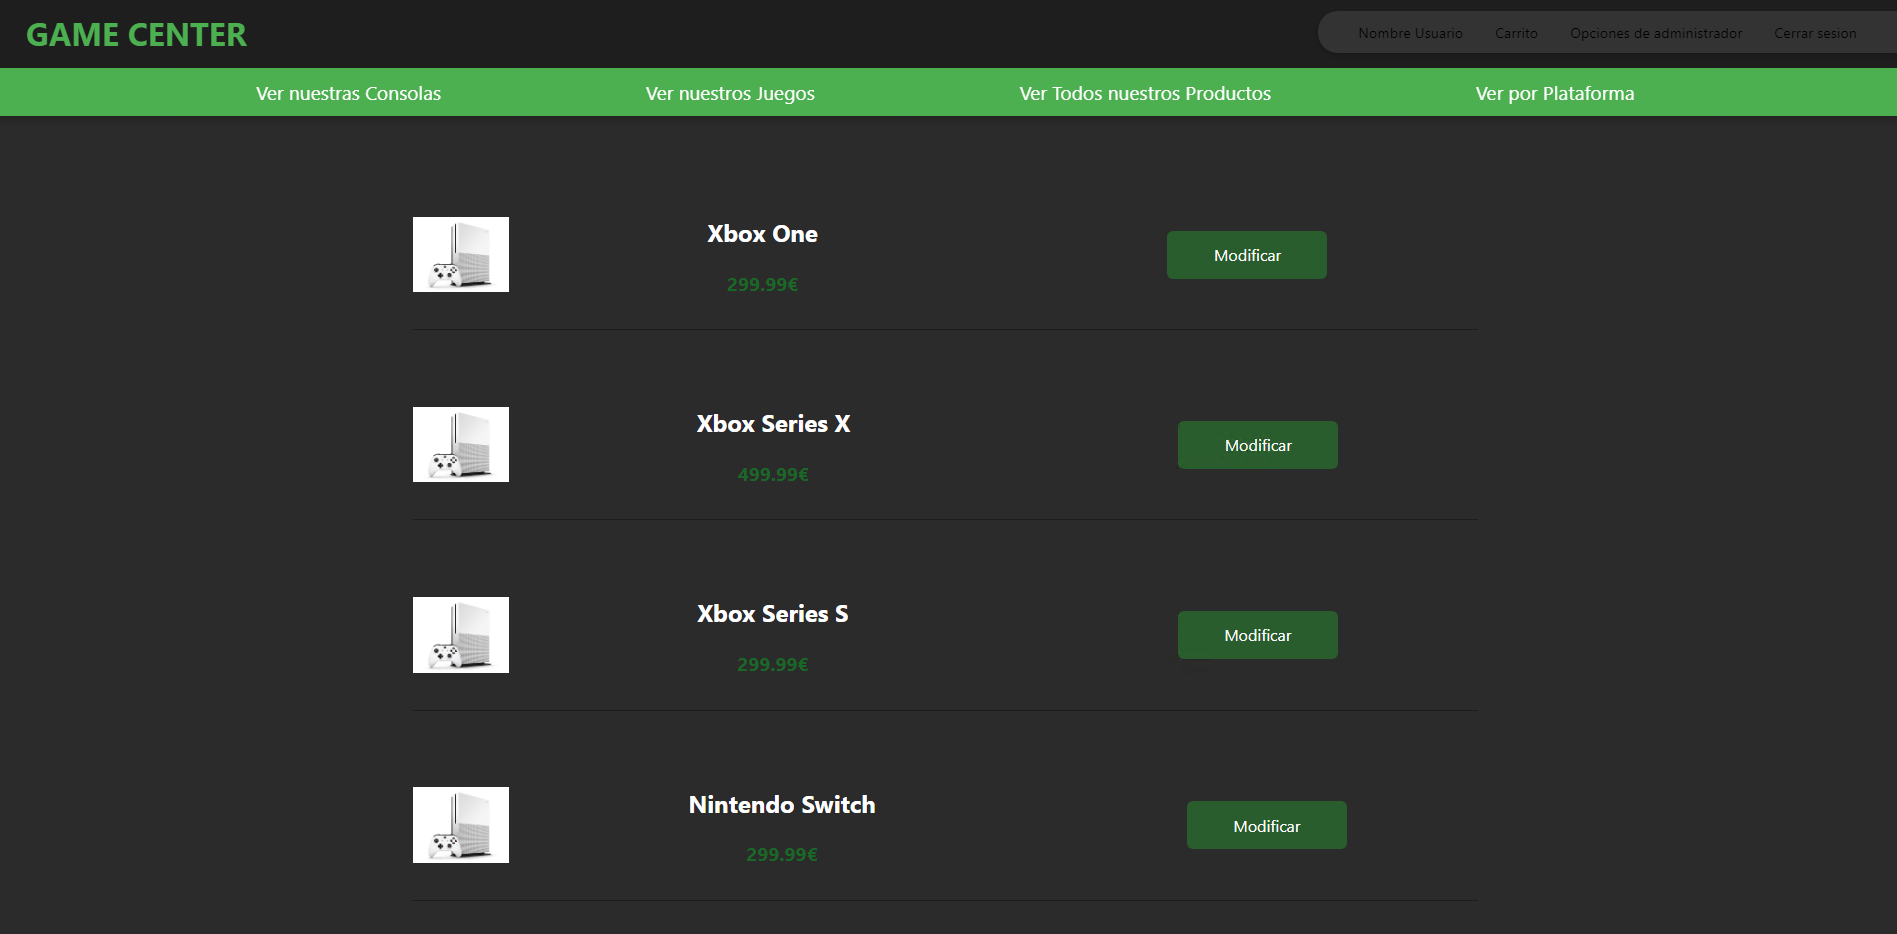 GAME CENTER
Nombre Usuario Carrito Opciones de administrador Cerrar sesion
Ver nuestras Consolas Ver nuestros Juegos Ver Todos nuestros Productos Ver por Plataforma
Xbox One
299.99€
Modificar
Xbox Series X
499.99€
Modificar
Xbox Series S
299.99€
Modificar
Nintendo Switch
299.99€
Modificar